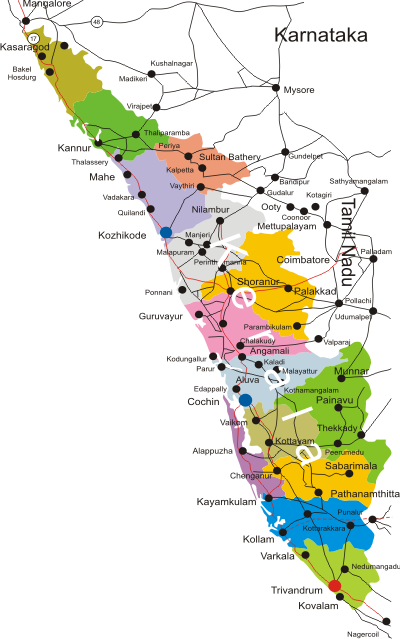 Mangalore
48
17
Karnataka
Kasaragod
Kushalnagar
Bakel
Hosdurg
Madikeri
Mysore
Virajpet
Thaliparamba
Kannur
Periya
Sultan Bathery
Gundelpet
Thalassery
Kalpetta
Mahe
Bandipur
Sathyamangalam
Vaythiri
Gudalur
Kotagiri
Vadakara
Ooty
Quilandi
Nilambur
Coonoor
Mettupalayam
Tamil Nadu
Kozhikode
Manjeri
Malapuram
Palladam
Perinthalmanna
Coimbatore
Kerala
Shoranur
Ponnani
Palakkad
Pollachi
Guruvayur
Udumalpet
Parambikulam
Chalakudy
Valparai
Angamali
Kodungallur
Kaladi
Parur
Malayattur
Munnar
Aluva
Edappally
Kothamangalam
Cochin
Painavu
Vaikom
Thekkady
Kottayam
Alappuzha
Peerumedu
Sabarimala
Chenganur
Pathanamthitta
Kayamkulam
Punalur
Kottarakkara
Kollam
Varkala
Nedumangadu
Trivandrum
Kovalam
Nagercoil